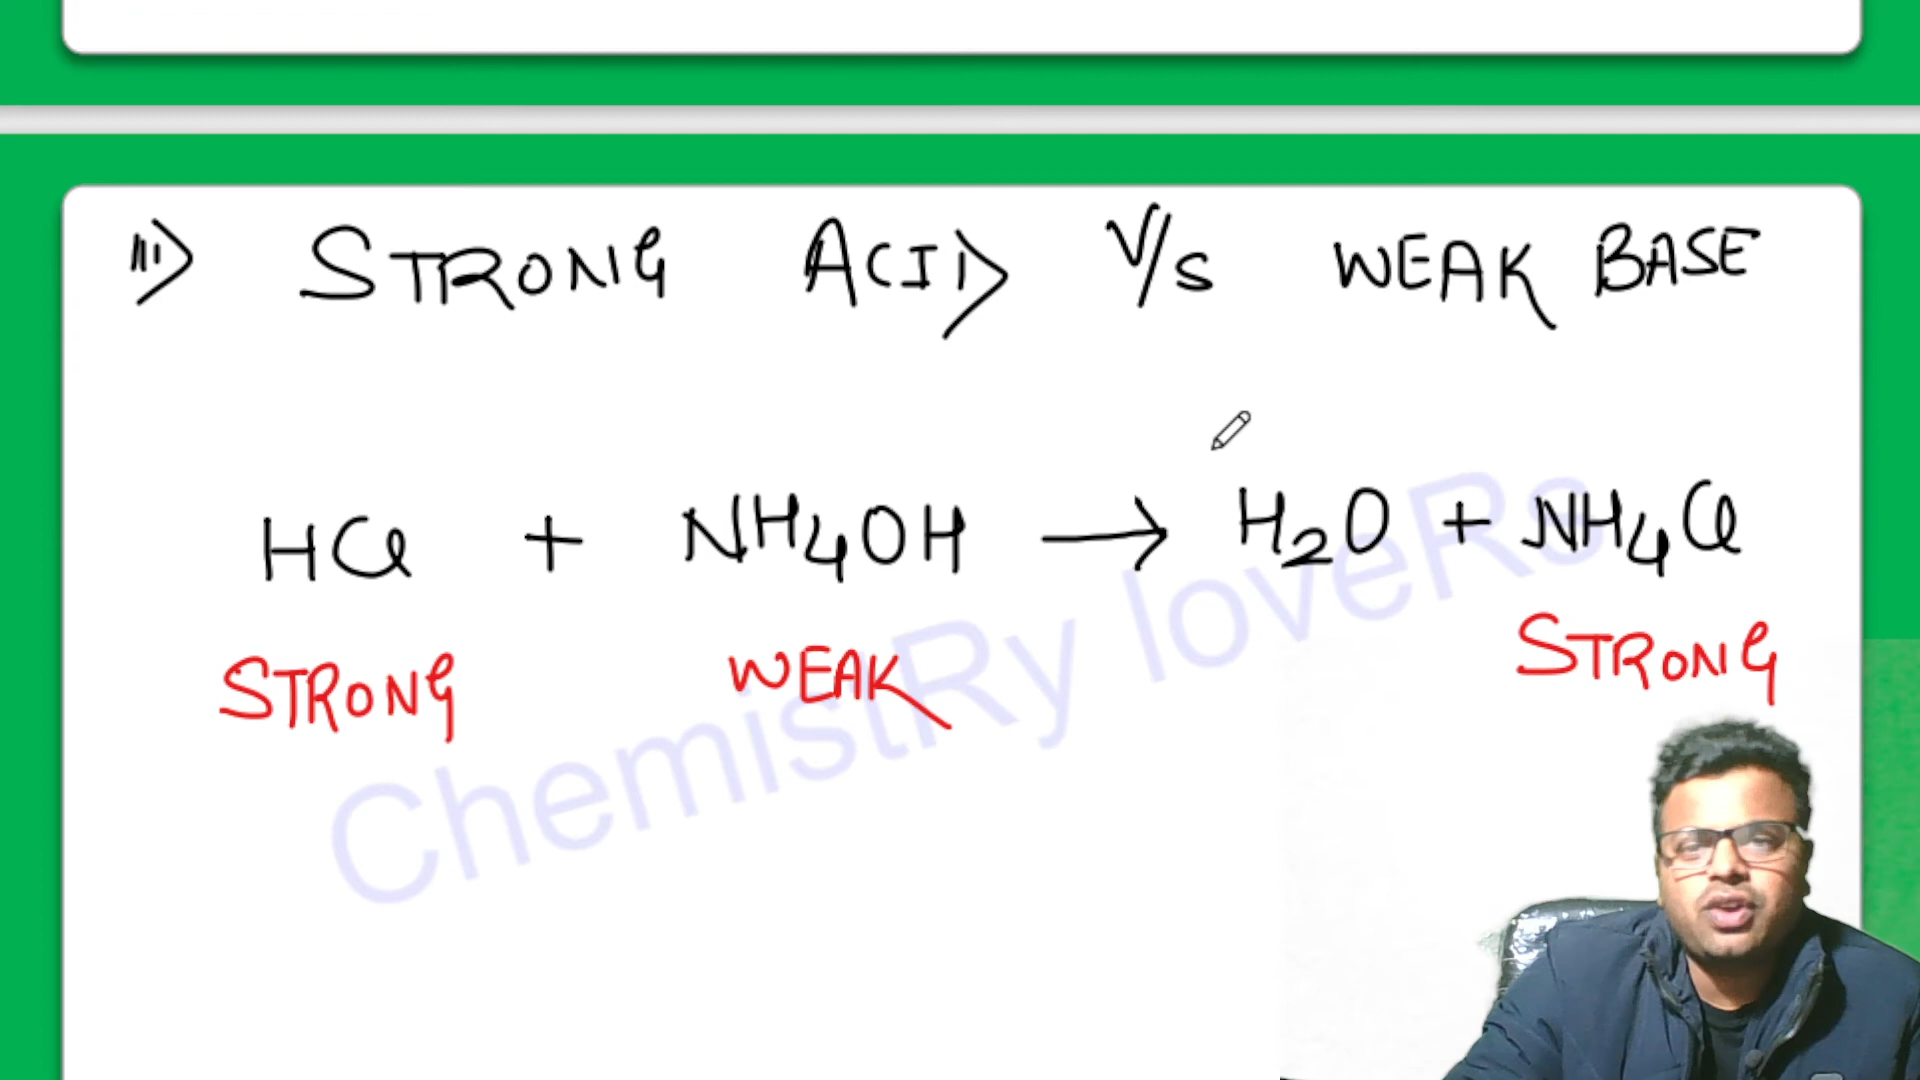 III) STRONG ACID V/S WEAK BASE
HCl + NH4OH → H2O + NH4Cl
STRONG WEAK STRONG
ChemistRy loveRs